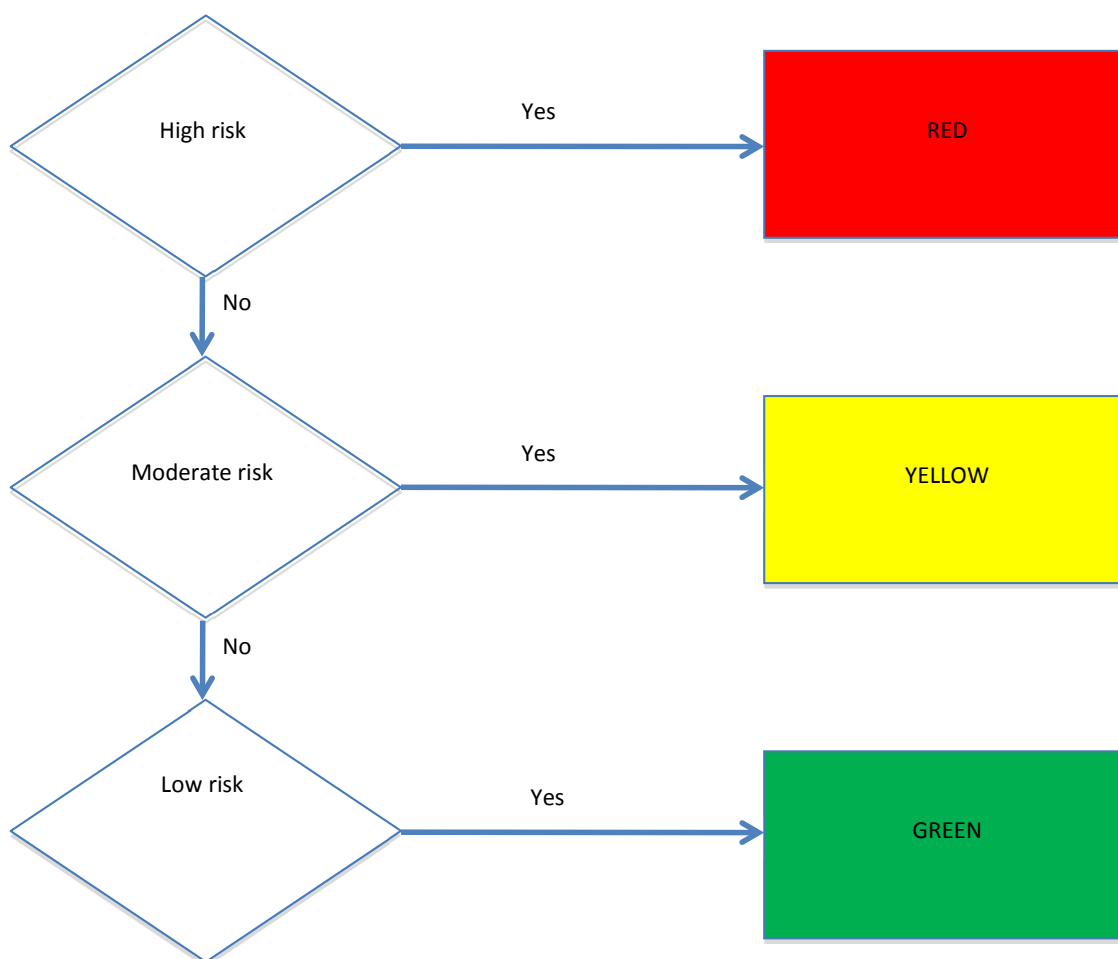 High risk
Yes
RED
No
Moderate risk
Yes
YELLOW
No
Low risk
Yes
GREEN